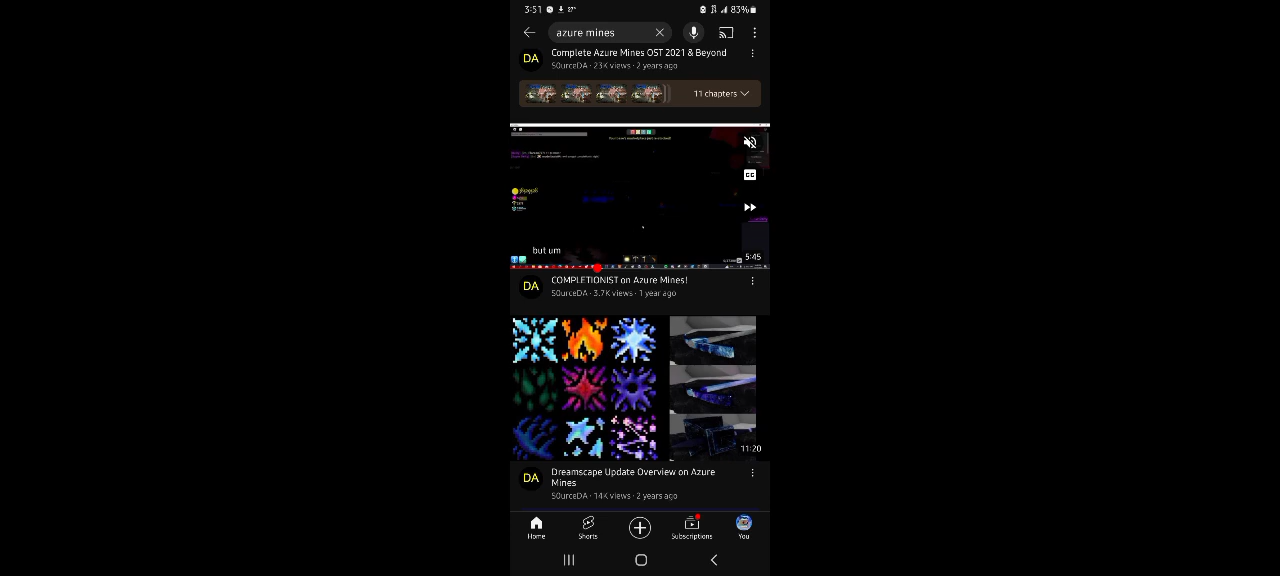 3:51 27°
83%
azure mines
DA
Complete Azure Mines OST 2021 & Beyond
S0urceDA · 23K views · 2 years ago
11 chapters
CC
but um
5:45
DA
COMPLETIONIST on Azure Mines!
S0urceDA · 3.7K views · 1 year ago
11:20
DA
Dreamscape Update Overview on Azure
Mines
S0urceDA · 14K views · 2 years ago
Home
Shorts
Subscriptions
You